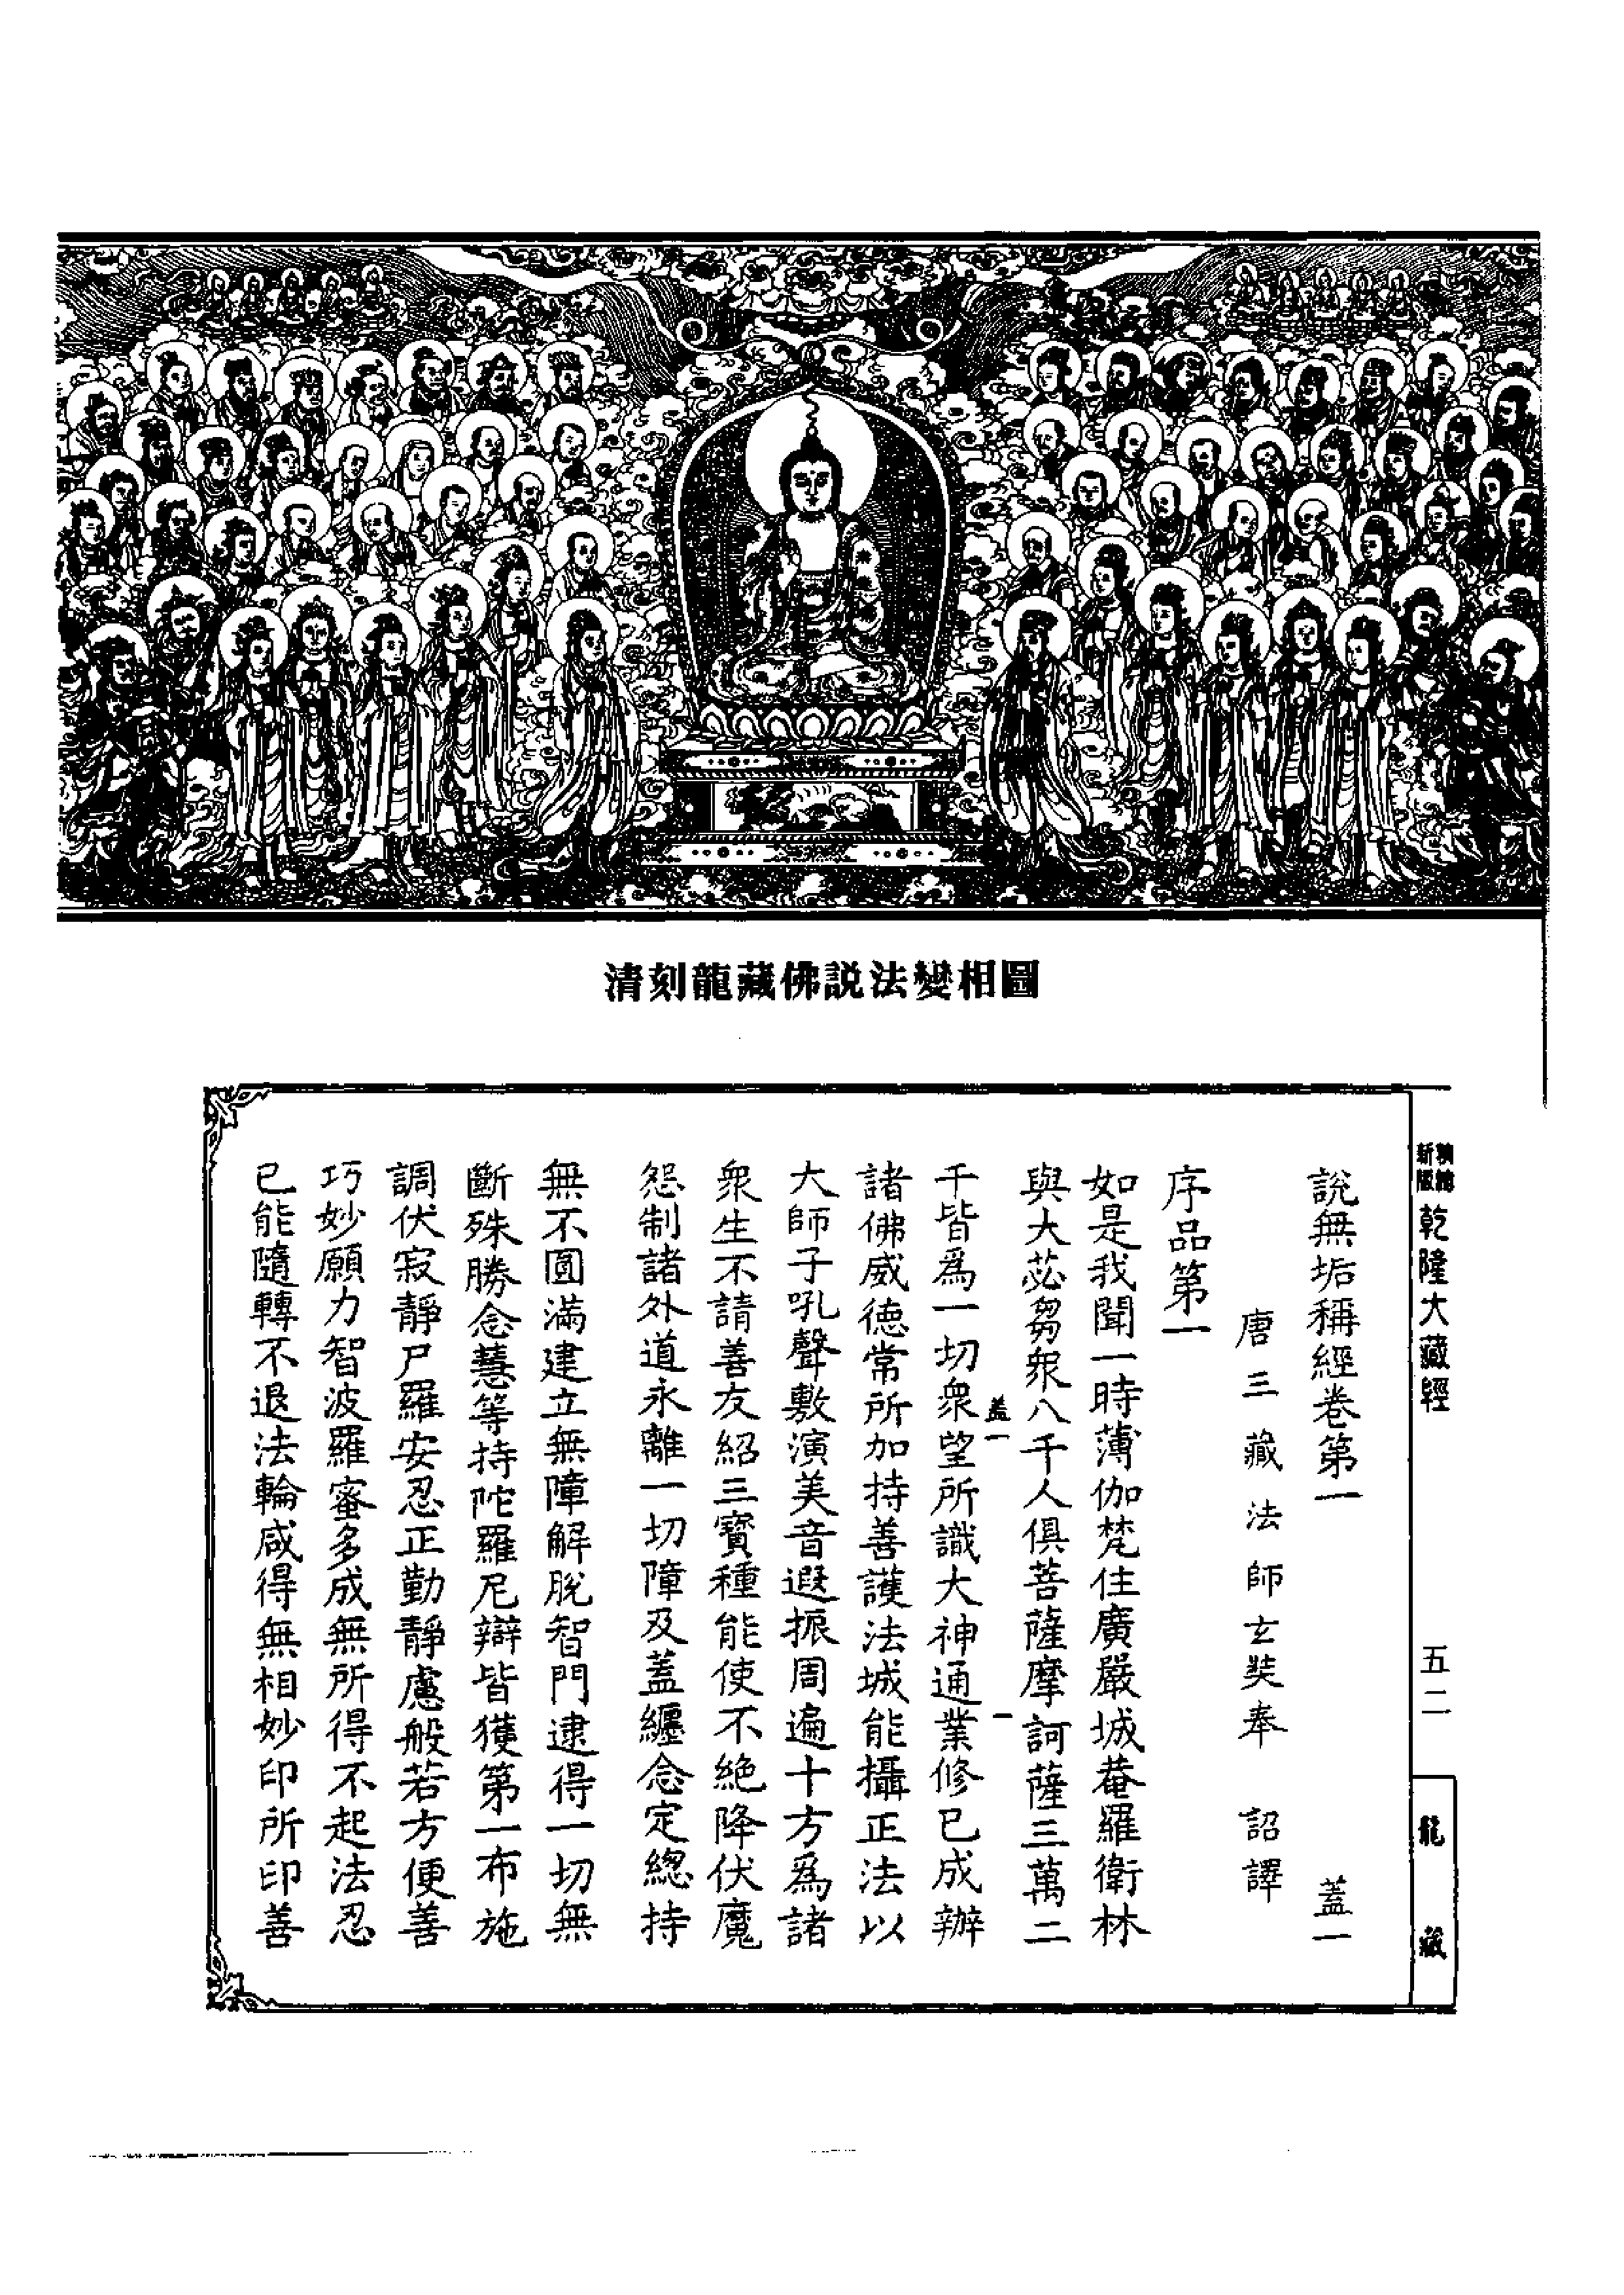 清刻龍藏佛説法變相圖
新版
精縮
乾隆大藏經
五二
龍藏
說無垢稱經卷第一 蓋一
唐三藏法師玄奘奉 詔譯
序品第一
如是我聞一時薄伽梵住廣嚴城菴羅衛林
與大苾芻衆八千人俱菩薩摩訶薩三萬二
蓋一 一
千皆爲一切衆望所識大神通業修已成辦
諸佛威德常所加持善護法城能攝正法以
大師子吼聲敷演美音遐振周遍十方爲諸
衆生不請善友紹三寶種能使不絶降伏魔
怨制諸外道永離一切障及蓋纏念定總持
無不圓滿建立無障解脫智門逮得一切無
斷殊勝念慧等持陀羅尼辯皆獲第一布施
調伏寂靜尸羅安忍正勤靜慮般若方便善
巧妙願力智波羅蜜多成無所得不起法忍
已能隨轉不退法輪咸得無相妙印所印善